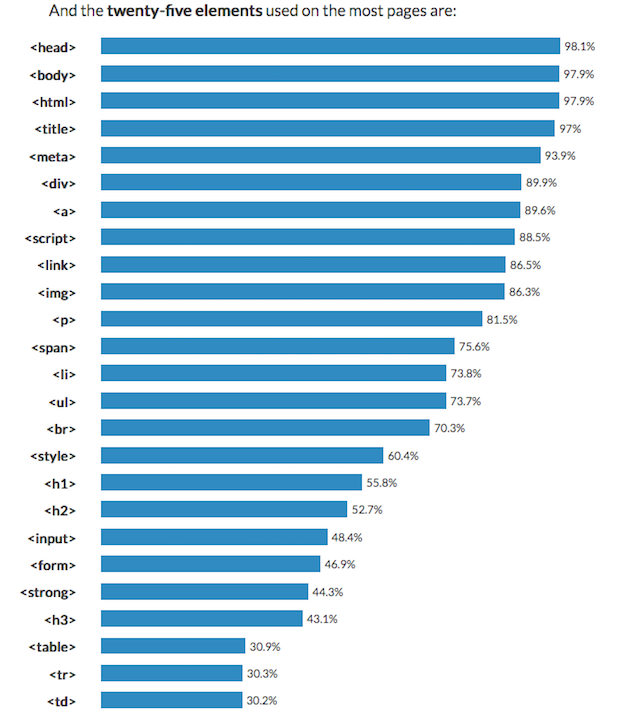 And the twenty-five elements used on the most pages are:
<head> 98.1%
<body> 97.9%
<html> 97.9%
<title> 97%
<meta> 93.9%
<div> 89.9%
<a> 89.6%
<script> 88.5%
<link> 86.5%
<img> 86.3%
<p> 81.5%
<span> 75.6%
<li> 73.8%
<ul> 73.7%
<br> 70.3%
<style> 60.4%
<h1> 55.8%
<h2> 52.7%
<input> 48.4%
<form> 46.9%
<strong> 44.3%
<h3> 43.1%
<table> 30.9%
<tr> 30.3%
<td> 30.2%